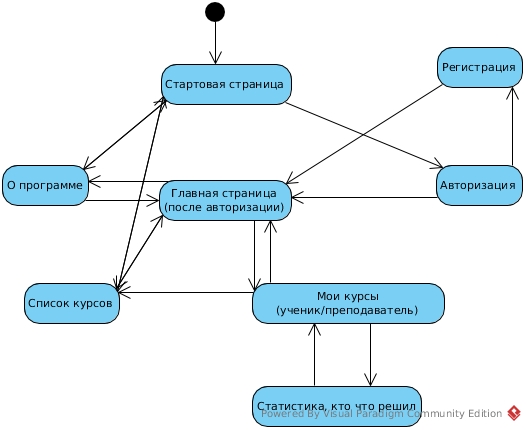 Стартовая страница
Регистрация
О программе
Главная страница
(после авторизации)
Авторизация
Список курсов
Мои курсы
(ученик/преподаватель)
Статистика, кто что решил
Powered By Visual Paradigm Community Edition